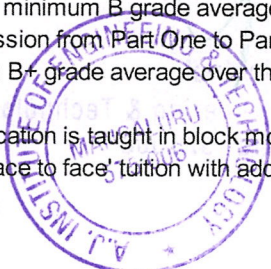 minimum B grade average
ssion from Part One to Par
B+ grade average over th
cation is taught in block mo
ace to face' tuition with add
A.J. INSTITUTE OF ENGINEERING & TECHNOLOGY
MANGALURU
575006